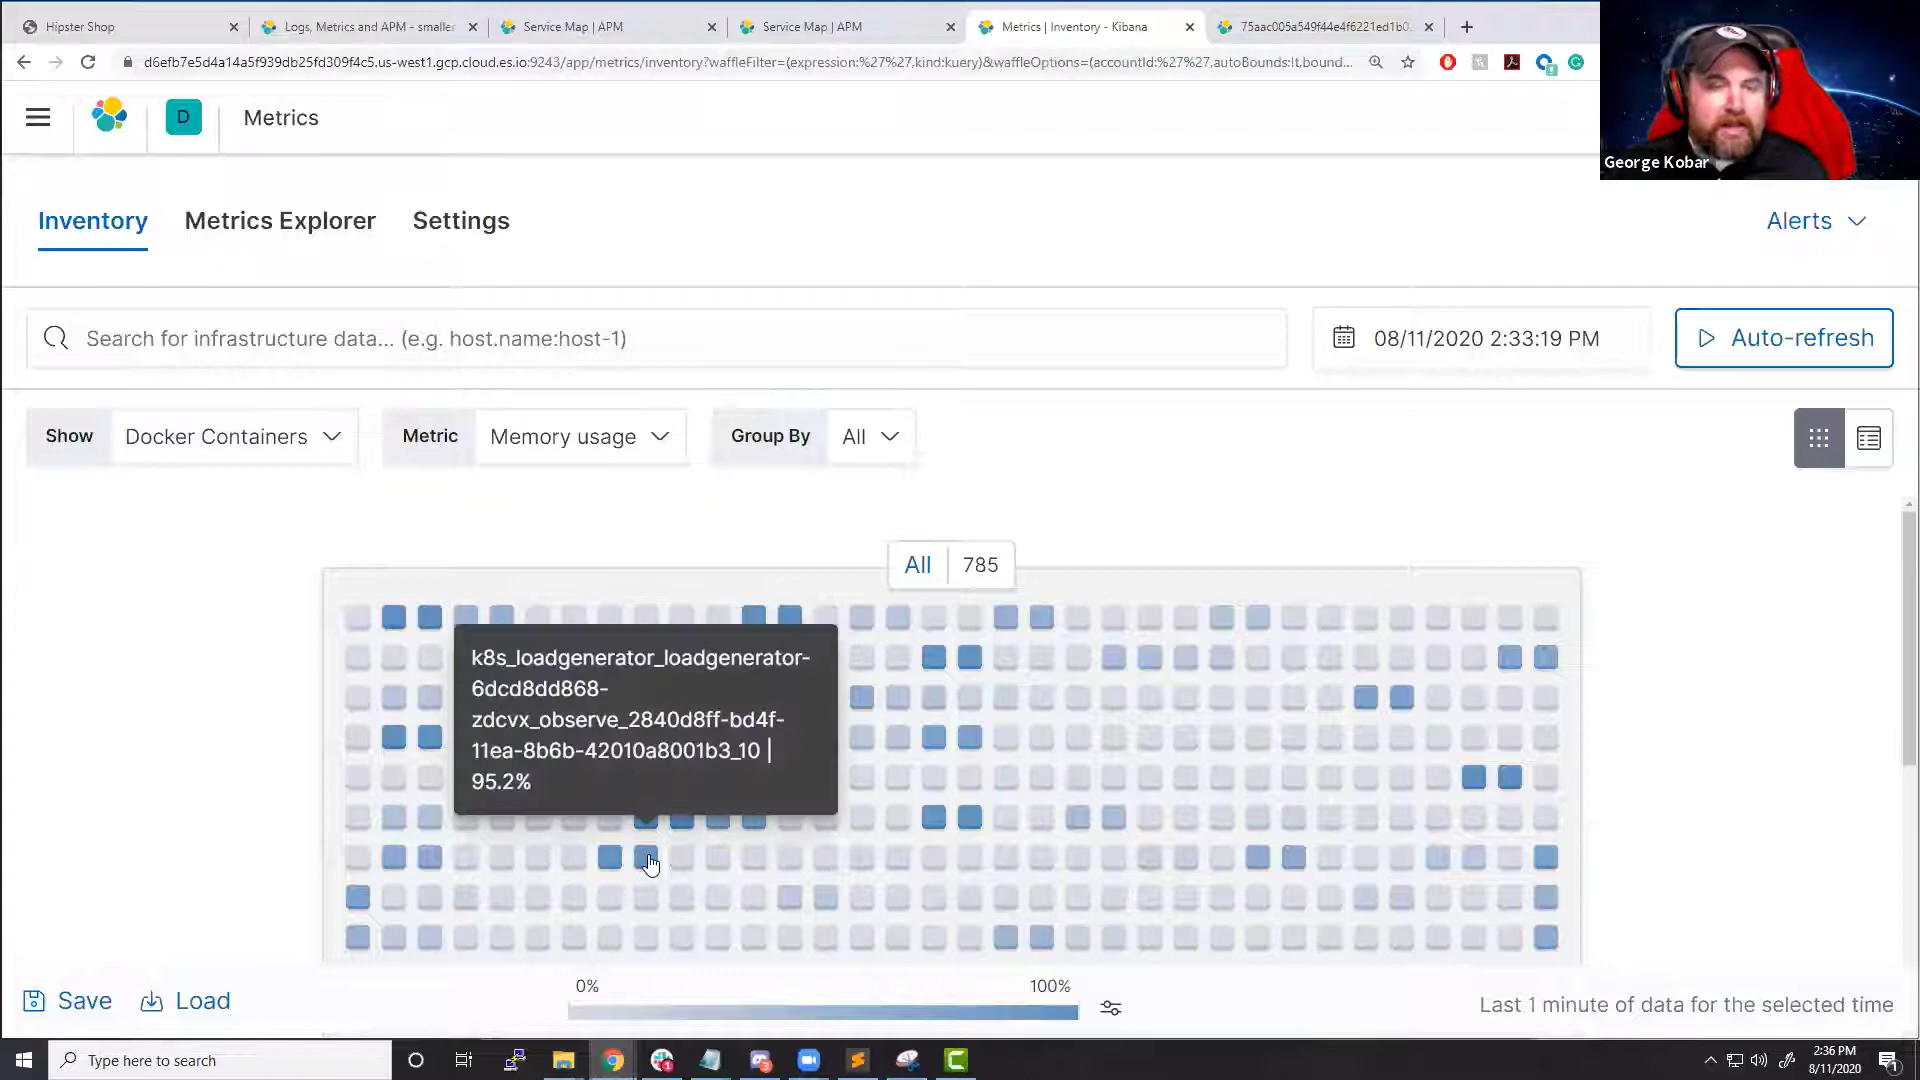 Hipster Shop
Logs, Metrics and APM - smaller
Service Map | APM
Service Map | APM
Metrics | Inventory - Kibana
75aac005a549f44e4f6221ed1b0
d6efb7e5d4a14a5f939db25fd309f4c5.us-west1.gcp.cloud.es.io:9243/app/metrics/inventory?waffleFilter=(expression:%27%27,kind:kuery)&waffleOptions=(accountId:%27%27,autoBounds:!t,bound...
D
Metrics
George Kobar
Inventory
Metrics Explorer
Settings
Alerts
Search for infrastructure data... (e.g. host.name:host-1)
08/11/2020 2:33:19 PM
Auto-refresh
Show
Docker Containers
Metric
Memory usage
Group By
All
All
785
k8s_loadgenerator_loadgenerator-
6dcd8dd868-
zdcvx_observe_2840d8ff-bd4f-
11ea-8b6b-42010a8001b3_10 |
95.2%
Save
Load
0%
100%
Last 1 minute of data for the selected time
Type here to search
2:36 PM
8/11/2020